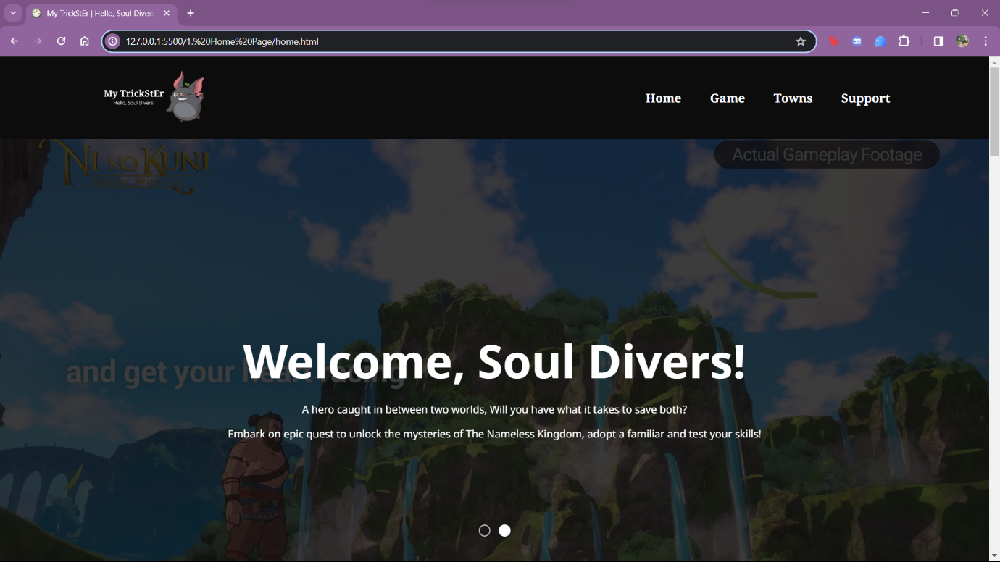 My TrickStEr | Hello, Soul Divers
127.0.0.1:5500/1.%20Home%20Page/home.html
My TrickStEr
Hello, Soul Divers!
Home Game Towns Support
NI NO KUNI
Actual Gameplay Footage
Welcome, Soul Divers!
and get your heart
A hero caught in between two worlds, Will you have what it takes to save both?
Embark on epic quest to unlock the mysteries of The Nameless Kingdom, adopt a familiar and test your skills!